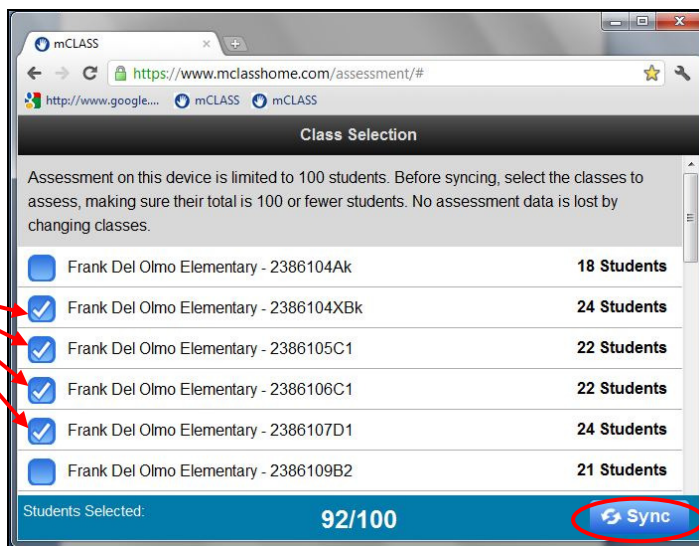 mCLASS
https://www.mclasshome.com/assessment/#
http://www.google.... mCLASS mCLASS
Class Selection
Assessment on this device is limited to 100 students. Before syncing, select the classes to
assess, making sure their total is 100 or fewer students. No assessment data is lost by
changing classes.
Frank Del Olmo Elementary - 2386104Ak 18 Students
Frank Del Olmo Elementary - 2386104XBk 24 Students
Frank Del Olmo Elementary - 2386105C1 22 Students
Frank Del Olmo Elementary - 2386106C1 22 Students
Frank Del Olmo Elementary - 2386107D1 24 Students
Frank Del Olmo Elementary - 2386109B2 21 Students
Students Selected: 92/100 Sync